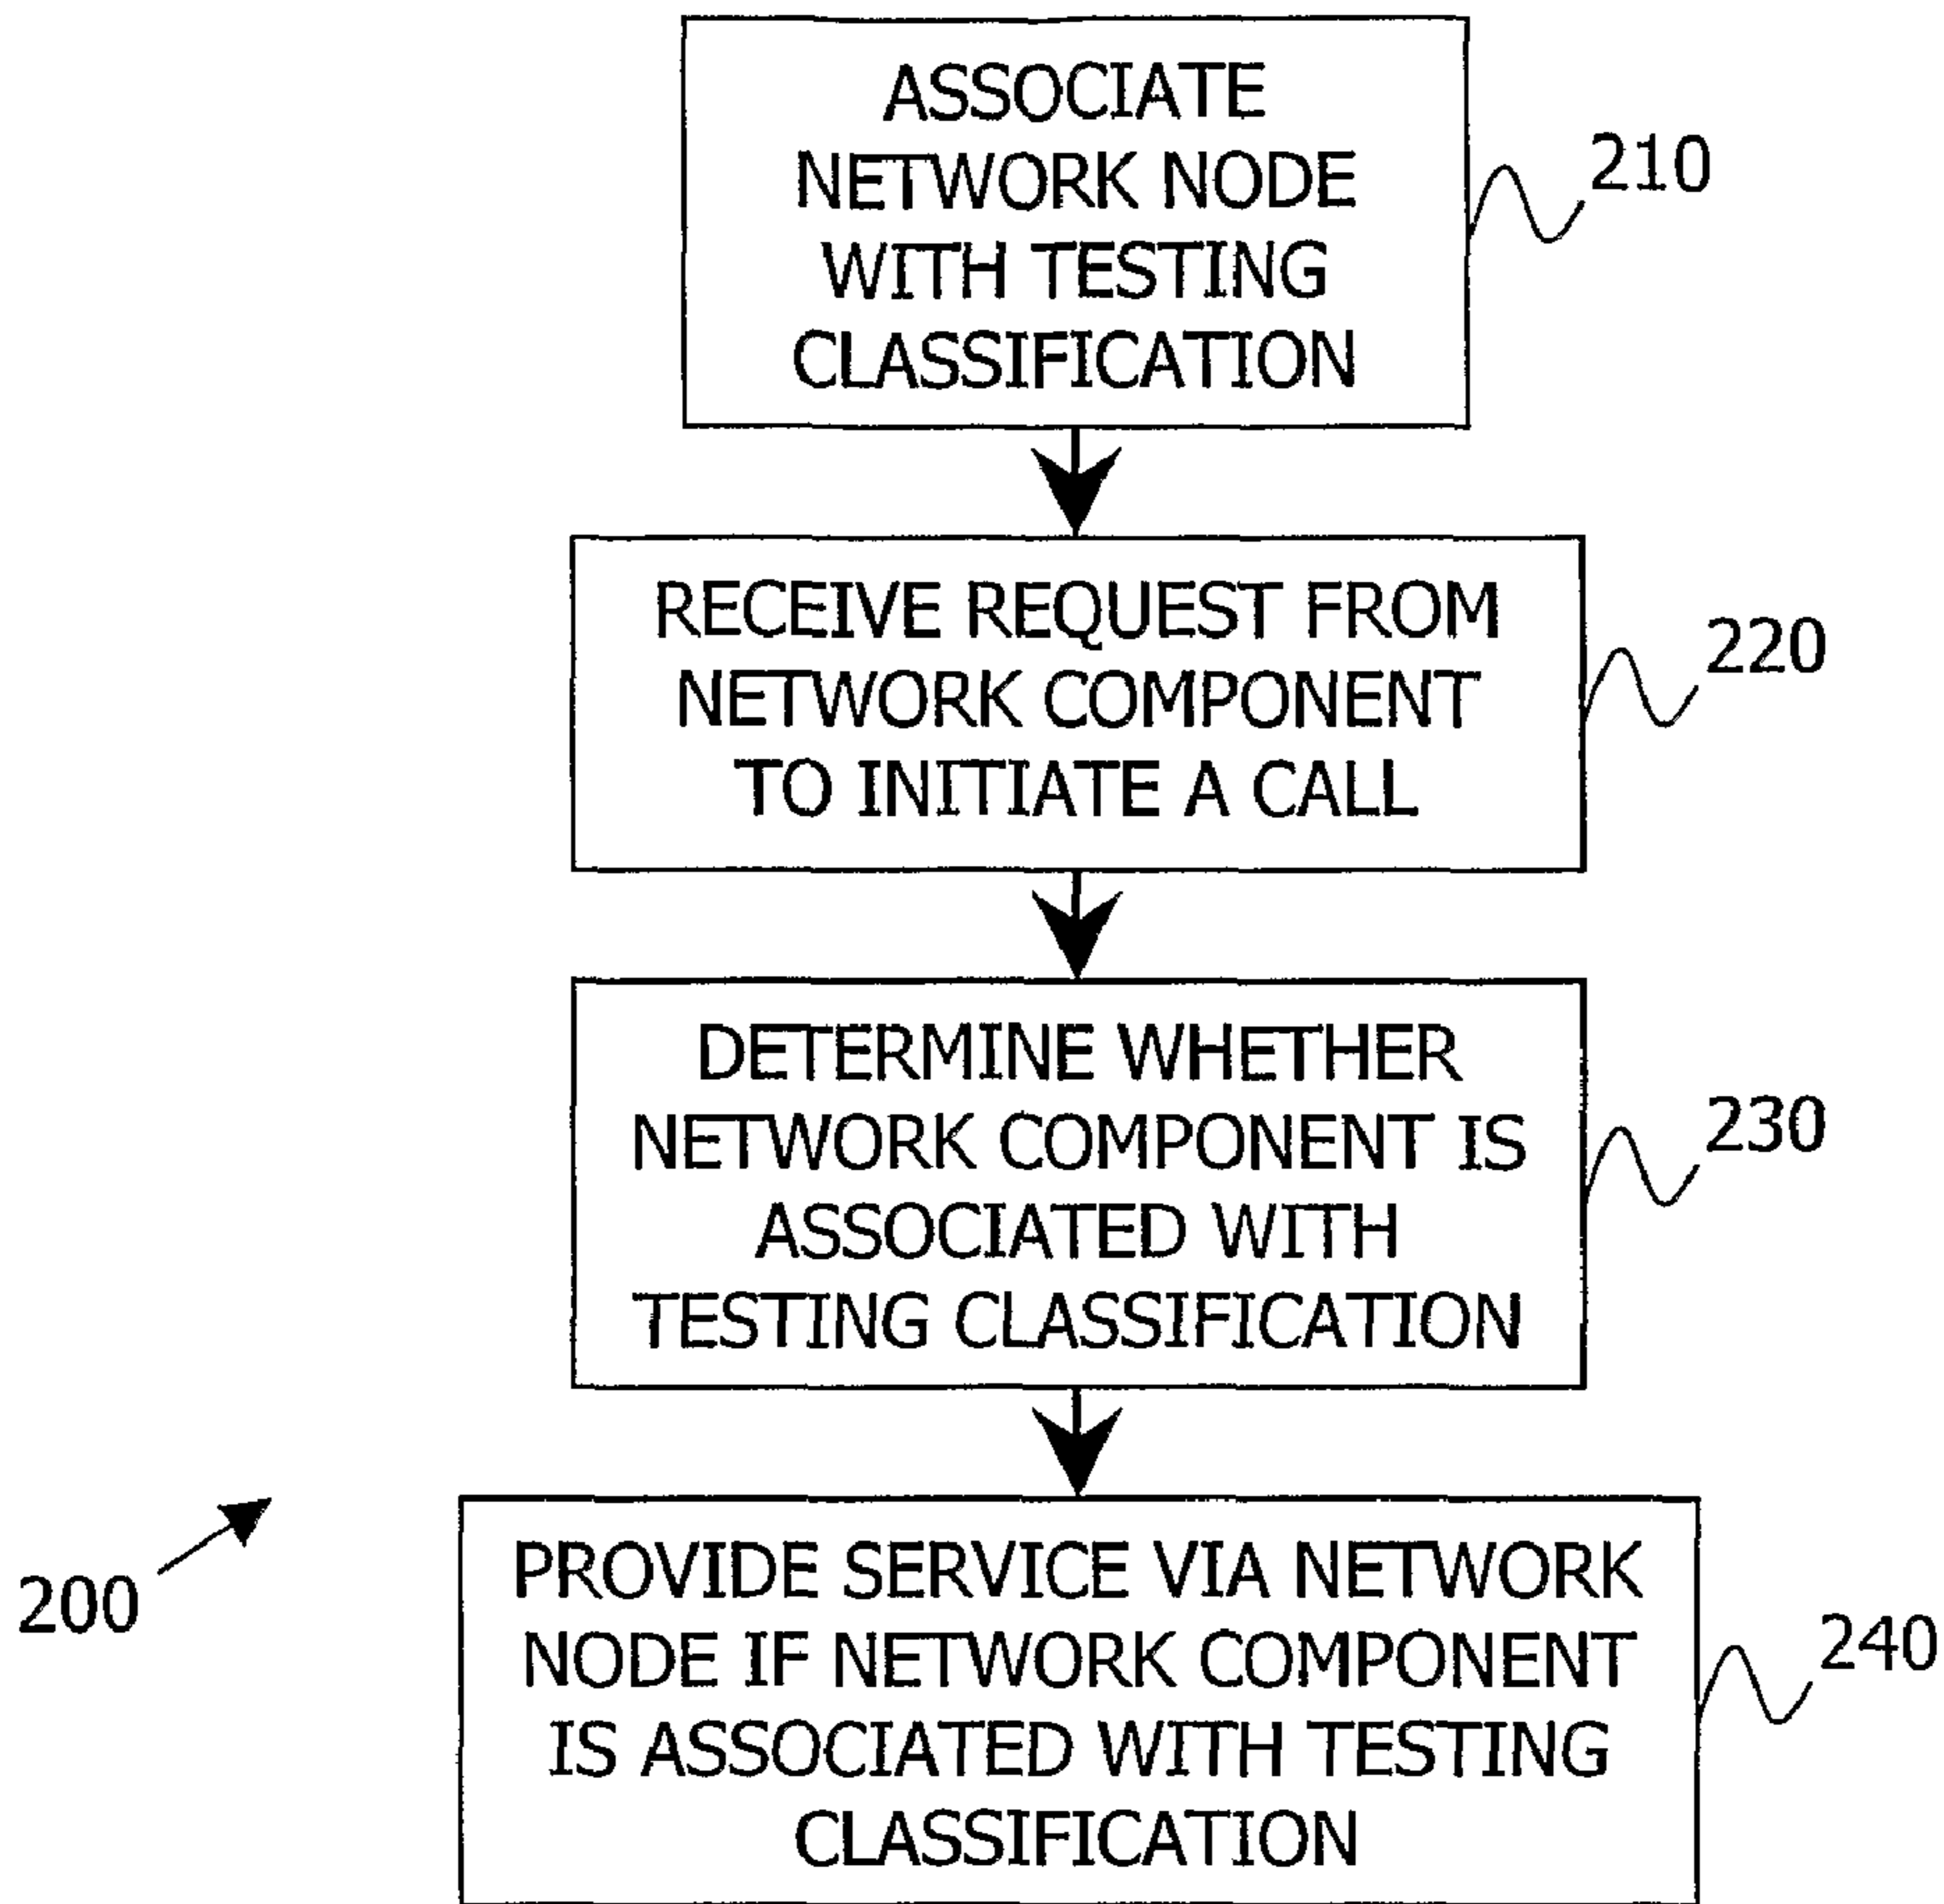 ASSOCIATE
NETWORK NODE
WITH TESTING
CLASSIFICATION
210
RECEIVE REQUEST FROM
NETWORK COMPONENT
TO INITIATE A CALL
220
DETERMINE WHETHER
NETWORK COMPONENT IS
ASSOCIATED WITH
TESTING CLASSIFICATION
230
PROVIDE SERVICE VIA NETWORK
NODE IF NETWORK COMPONENT
IS ASSOCIATED WITH TESTING
CLASSIFICATION
240
200